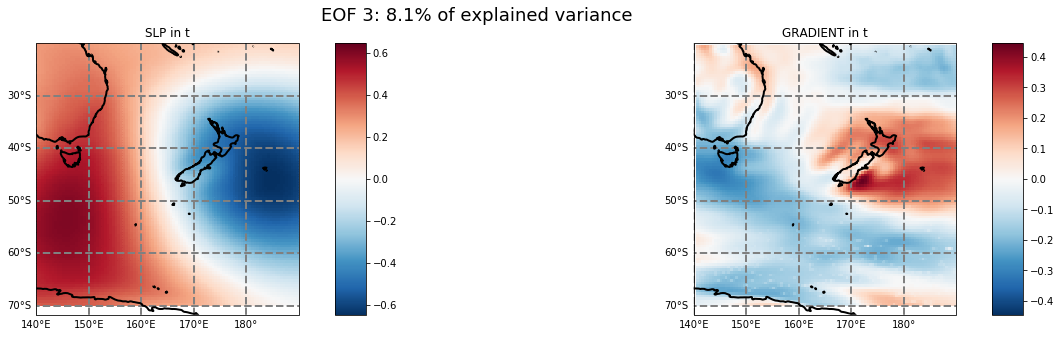 EOF 3: 8.1% of explained variance
SLP in t
GRADIENT in t
30°S
40°S
50°S
60°S
70°S
140°E
150°E
160°E
170°E
180°
0.6
0.4
0.2
0.0
−0.2
−0.4
−0.6
30°S
40°S
50°S
60°S
70°S
140°E
150°E
160°E
170°E
180°
0.4
0.3
0.2
0.1
0.0
−0.1
−0.2
−0.3
−0.4